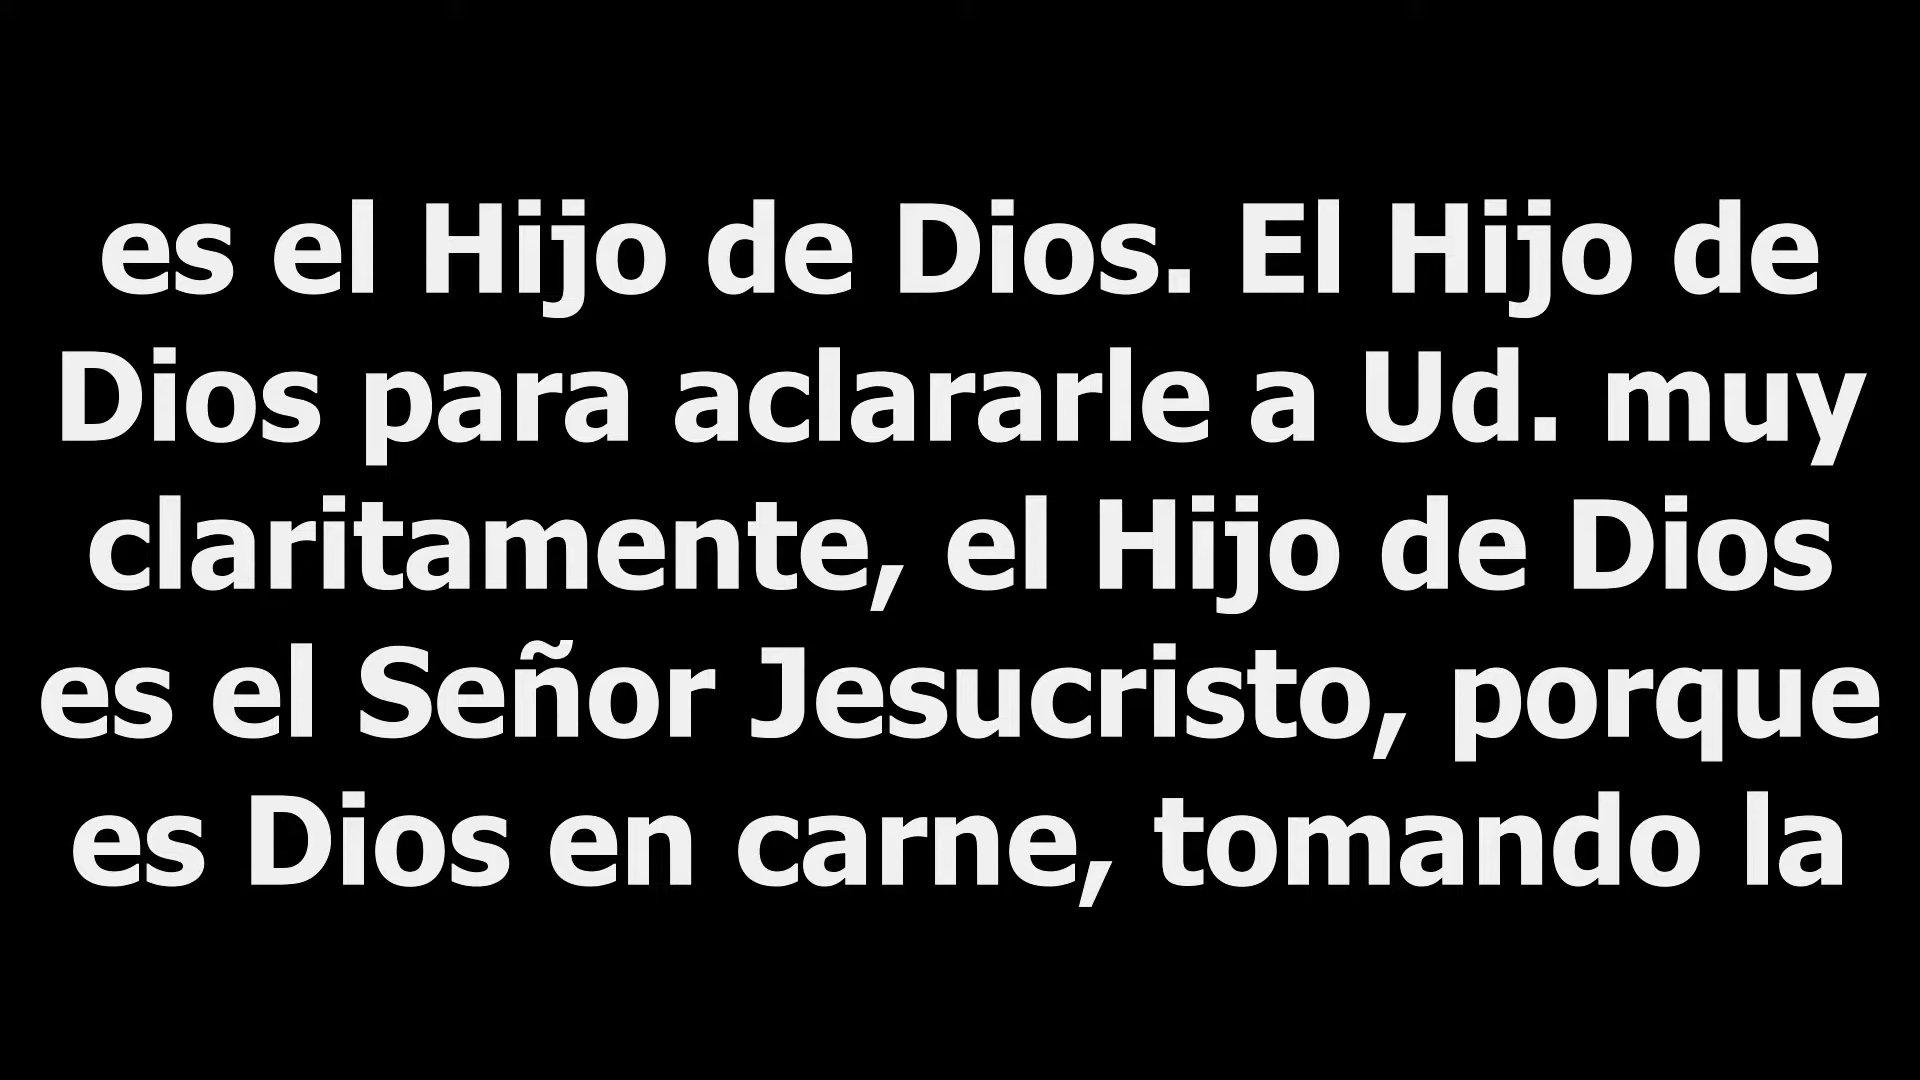 es el Hijo de Dios. El Hijo de
Dios para aclararle a Ud. muy
claritamente, el Hijo de Dios
es el Señor Jesucristo, porque
es Dios en carne, tomando la